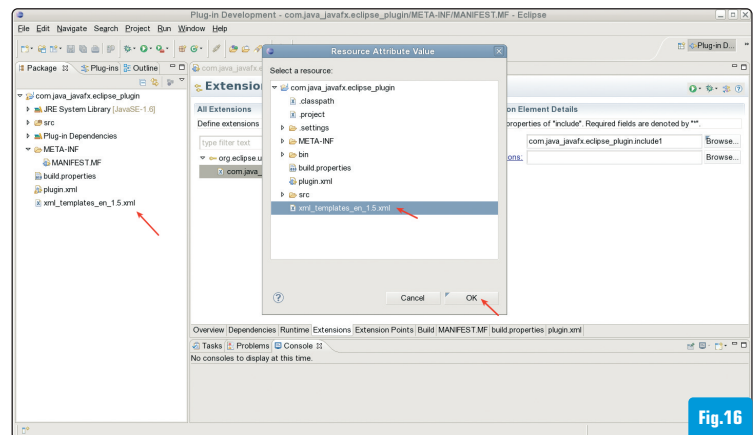 Plug-in Development - com.java_javafx.eclipse_plugin/META-INF/MANIFEST.MF - Eclipse
File Edit Navigate Search Project Run Window Help
Plug-in D...
Package Plug-ins Outline
com.java_javafx.eclipse_plugin
JRE System Library [JavaSE-1.6]
src
Plug-in Dependencies
META-INF
MANIFEST.MF
build.properties
plugin.xml
xml_templates_en_1.5.xml
com.java_javafx.e
Extensio
All Extensions
Define extensions
type filter text
org.eclipse.u
com.java_
Resource Attribute Value
Select a resource:
com.java_javafx.eclipse_plugin
.classpath
.project
.settings
META-INF
bin
build.properties
plugin.xml
src
xml_templates_en_1.5.xml
Cancel OK
on Element Details
properties of "include". Required fields are denoted by "*".
com.java_javafx.eclipse_plugin.include1 Browse...
ons: Browse...
Overview Dependencies Runtime Extensions Extension Points Build MANIFEST.MF build.properties plugin.xml
Tasks Problems Console
No consoles to display at this time.
Fig.16